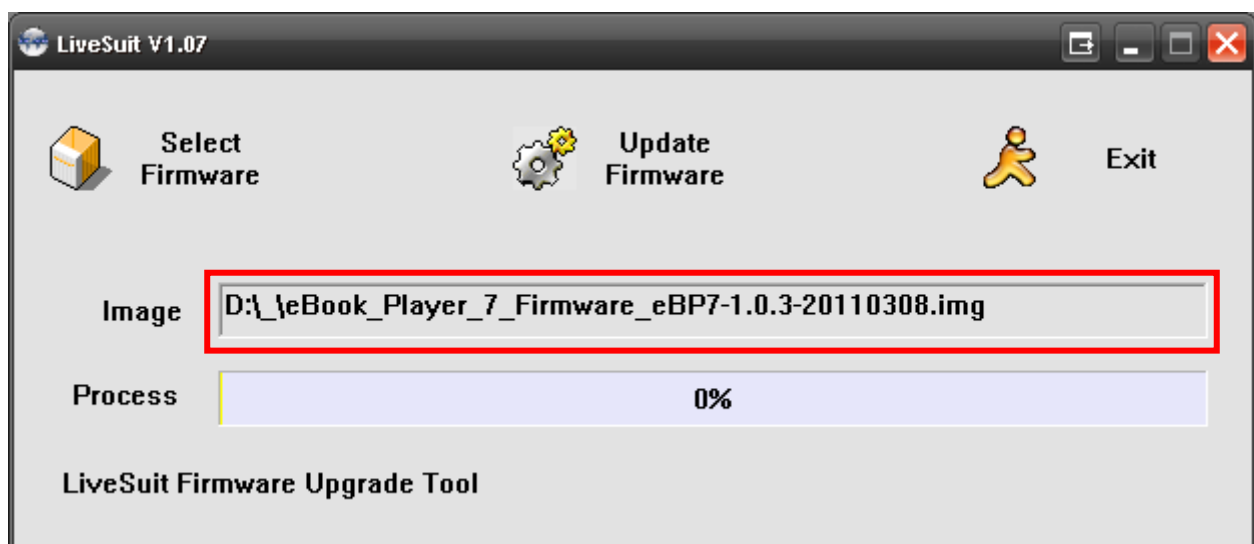 LiveSuit V1.07
Select
Firmware
Update
Firmware
Exit
Image
D:\_\eBook_Player_7_Firmware_eBP7-1.0.3-20110308.img
Process
0%
LiveSuit Firmware Upgrade Tool